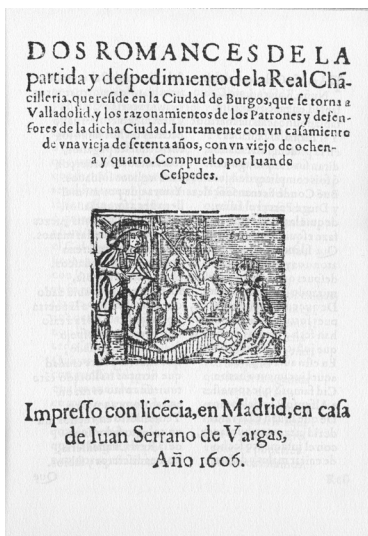 DOS ROMANCES DE LA
partida y deſpedimiento de la Real Chã-
cilleria, que reſide en la Ciudad de Burgos, que ſe torna a
Valladolid, y los razonamientos de los Patrones y defen-
ſores de la dicha Ciudad. Iuntamente con vn caſamiento
de vna vieja de ſetenta años, con vn viejo de ochen-
ta y quatro. Compueſto por Iuan de
Ceſpedes.
Impreſſo con licẽcia, en Madrid, en caſa
de Iuan Serrano de Vargas,
Año 1606.